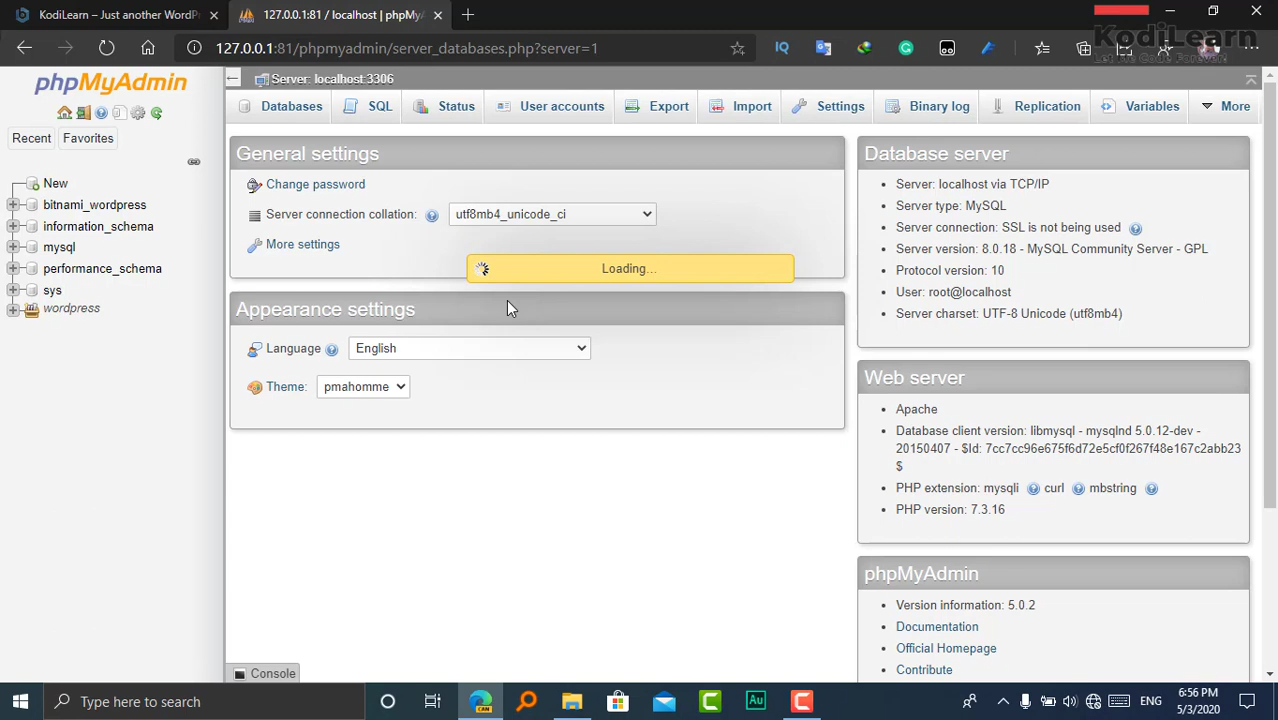 KodiLearn – Just another WordPr
127.0.0.1:81 / localhost | phpMy
127.0.0.1:81/phpmyadmin/server_databases.php?server=1
KodiLearn
Let The Code Forever!
phpMyAdmin
Recent
Favorites
New
bitnami_wordpress
information_schema
mysql
performance_schema
sys
wordpress
Server: localhost:3306
Databases
SQL
Status
User accounts
Export
Import
Settings
Binary log
Replication
Variables
More
General settings
Change password
Server connection collation:
utf8mb4_unicode_ci
More settings
Loading...
Appearance settings
Language
English
Theme:
pmahomme
Database server
Server: localhost via TCP/IP
Server type: MySQL
Server connection: SSL is not being used
Server version: 8.0.18 - MySQL Community Server - GPL
Protocol version: 10
User: root@localhost
Server charset: UTF-8 Unicode (utf8mb4)
Web server
Apache
Database client version: libmysql - mysqlnd 5.0.12-dev -
20150407 - $Id: 7cc7cc96e675f6d72e5cf0f267f48e167c2abb23
$
PHP extension: mysqli curl mbstring
PHP version: 7.3.16
phpMyAdmin
Version information: 5.0.2
Documentation
Official Homepage
Contribute
Console
Type here to search
CAN
Au
ENG
6:56 PM
5/3/2020